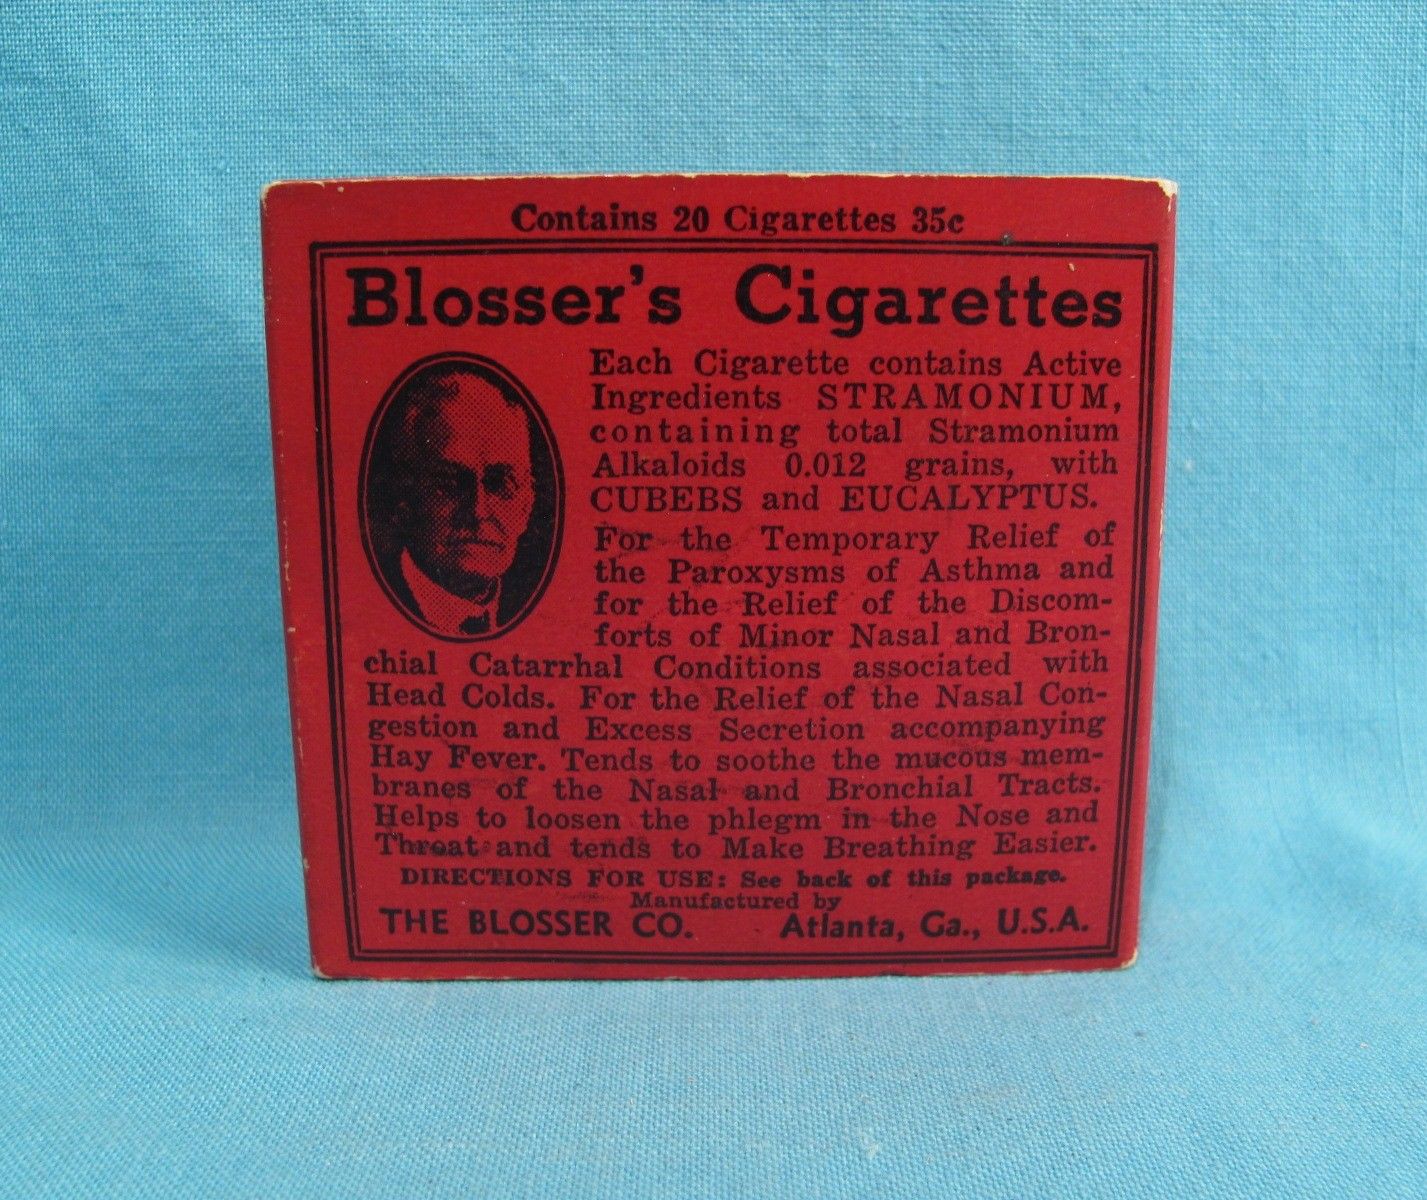 Contains 20 Cigarettes 35c
Blosser's Cigarettes
Each Cigarette contains Active
Ingredients STRAMONIUM,
containing total Stramonium
Alkaloids 0.012 grains, with
CUBEBS and EUCALYPTUS.
For the Temporary Relief of
the Paroxysms of Asthma and
for the Relief of the Discom-
forts of Minor Nasal and Bron-
chial Catarrhal Conditions associated with
Head Colds. For the Relief of the Nasal Con-
gestion and Excess Secretion accompanying
Hay Fever. Tends to soothe the mucous mem-
branes of the Nasal and Bronchial Tracts.
Helps to loosen the phlegm in the Nose and
Throat and tends to Make Breathing Easier.
DIRECTIONS FOR USE: See back of this package.
Manufactured by
THE BLOSSER CO. Atlanta, Ga., U.S.A.